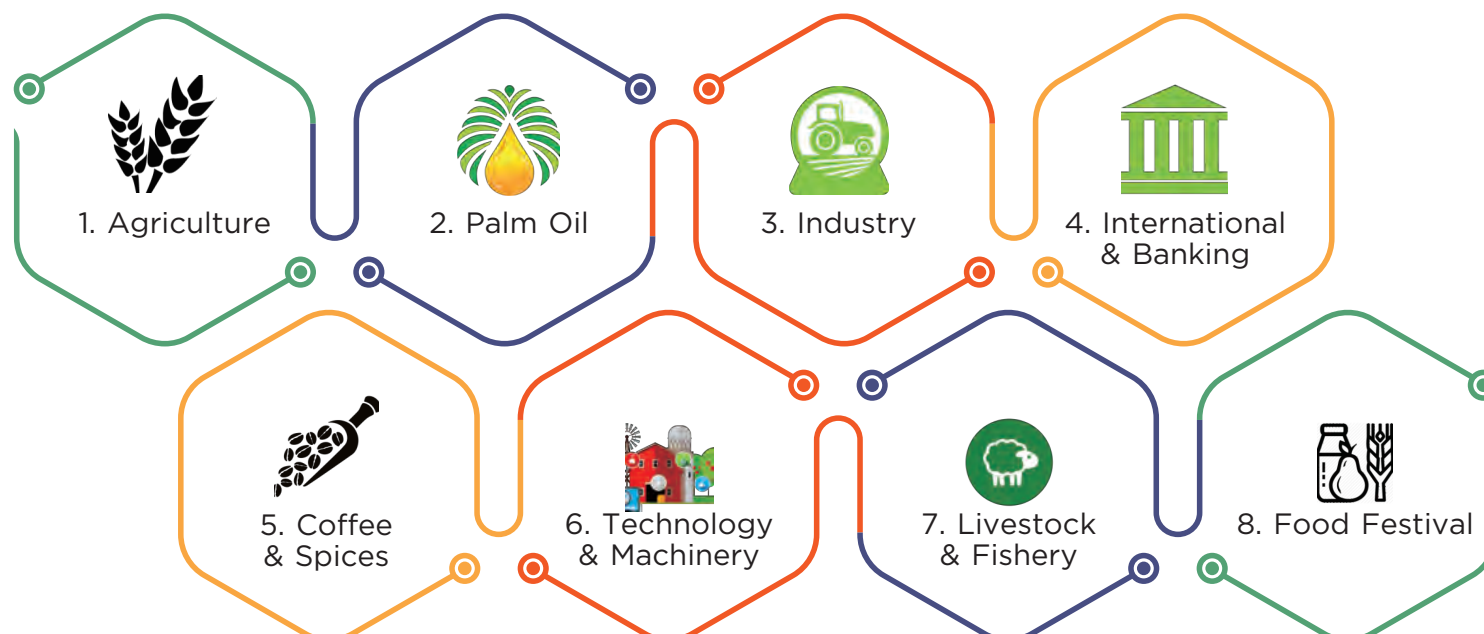 1. Agriculture
2. Palm Oil
3. Industry
4. International
& Banking
5. Coffee
& Spices
6. Technology
& Machinery
7. Livestock
& Fishery
8. Food Festival